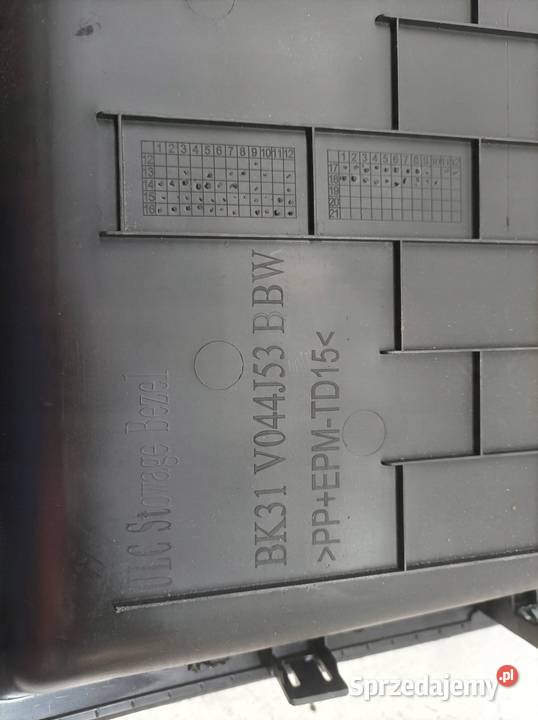 1 2 3 4 5 6 7 8 9 10 11 12
12
13
14
15
16
1 2 3 4 5 6 7 8 9 10 11 12
17
18
19
20
21
ULC Stowage Bezel
BK31 V044J53 BBW
>PP+EPM-TD15<
Sprzedajemy.pl